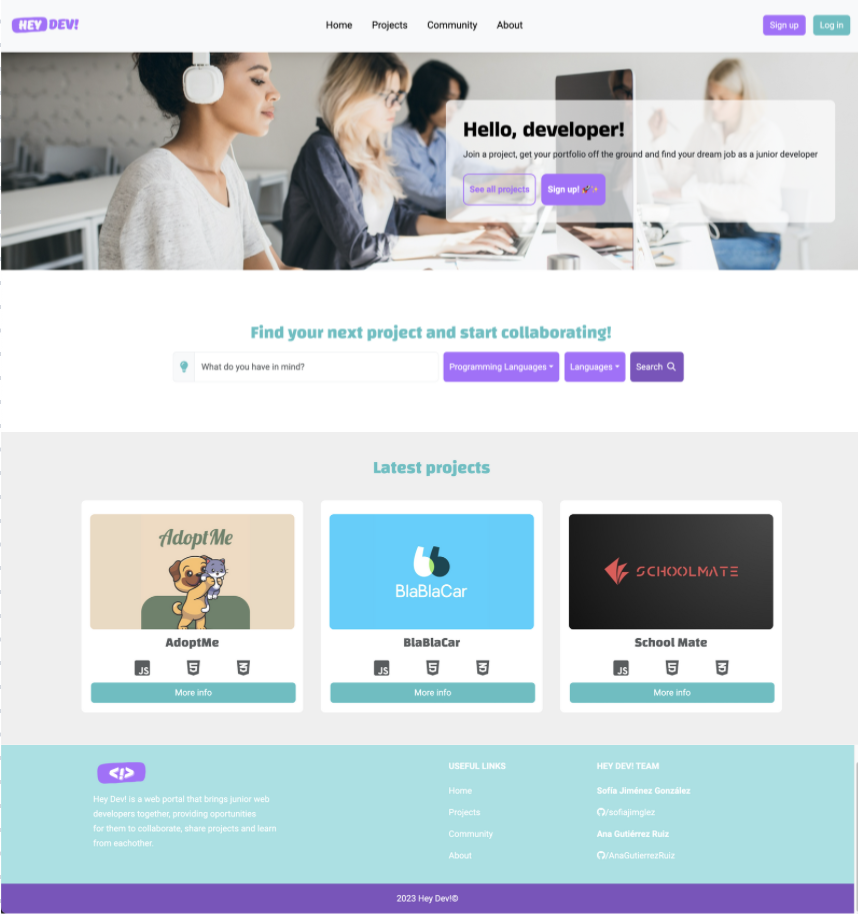 HEY DEV!
Home Projects Community About
Sign up Log in
Hello, developer!
Join a project, get your portfolio off the ground and find your dream job as a junior developer
See all projects Sign up! 🚀✨
Find your next project and start collaborating!
What do you have in mind? Programming Languages Languages Search
Latest projects
AdoptMe
AdoptMe
JS 5 3
More info
BlaBlaCar
BlaBlaCar
JS 5 3
More info
SCHOOLMATE
School Mate
JS 5 3
More info
<!>
Hey Dev! is a web portal that brings junior web
developers together, providing oportunities
for them to collaborate, share projects and learn
from eachother.
USEFUL LINKS
Home
Projects
Community
About
HEY DEV! TEAM
Sofía Jiménez González
/sofiajimglez
Ana Gutiérrez Ruiz
/AnaGutierrezRuiz
2023 Hey Dev!©